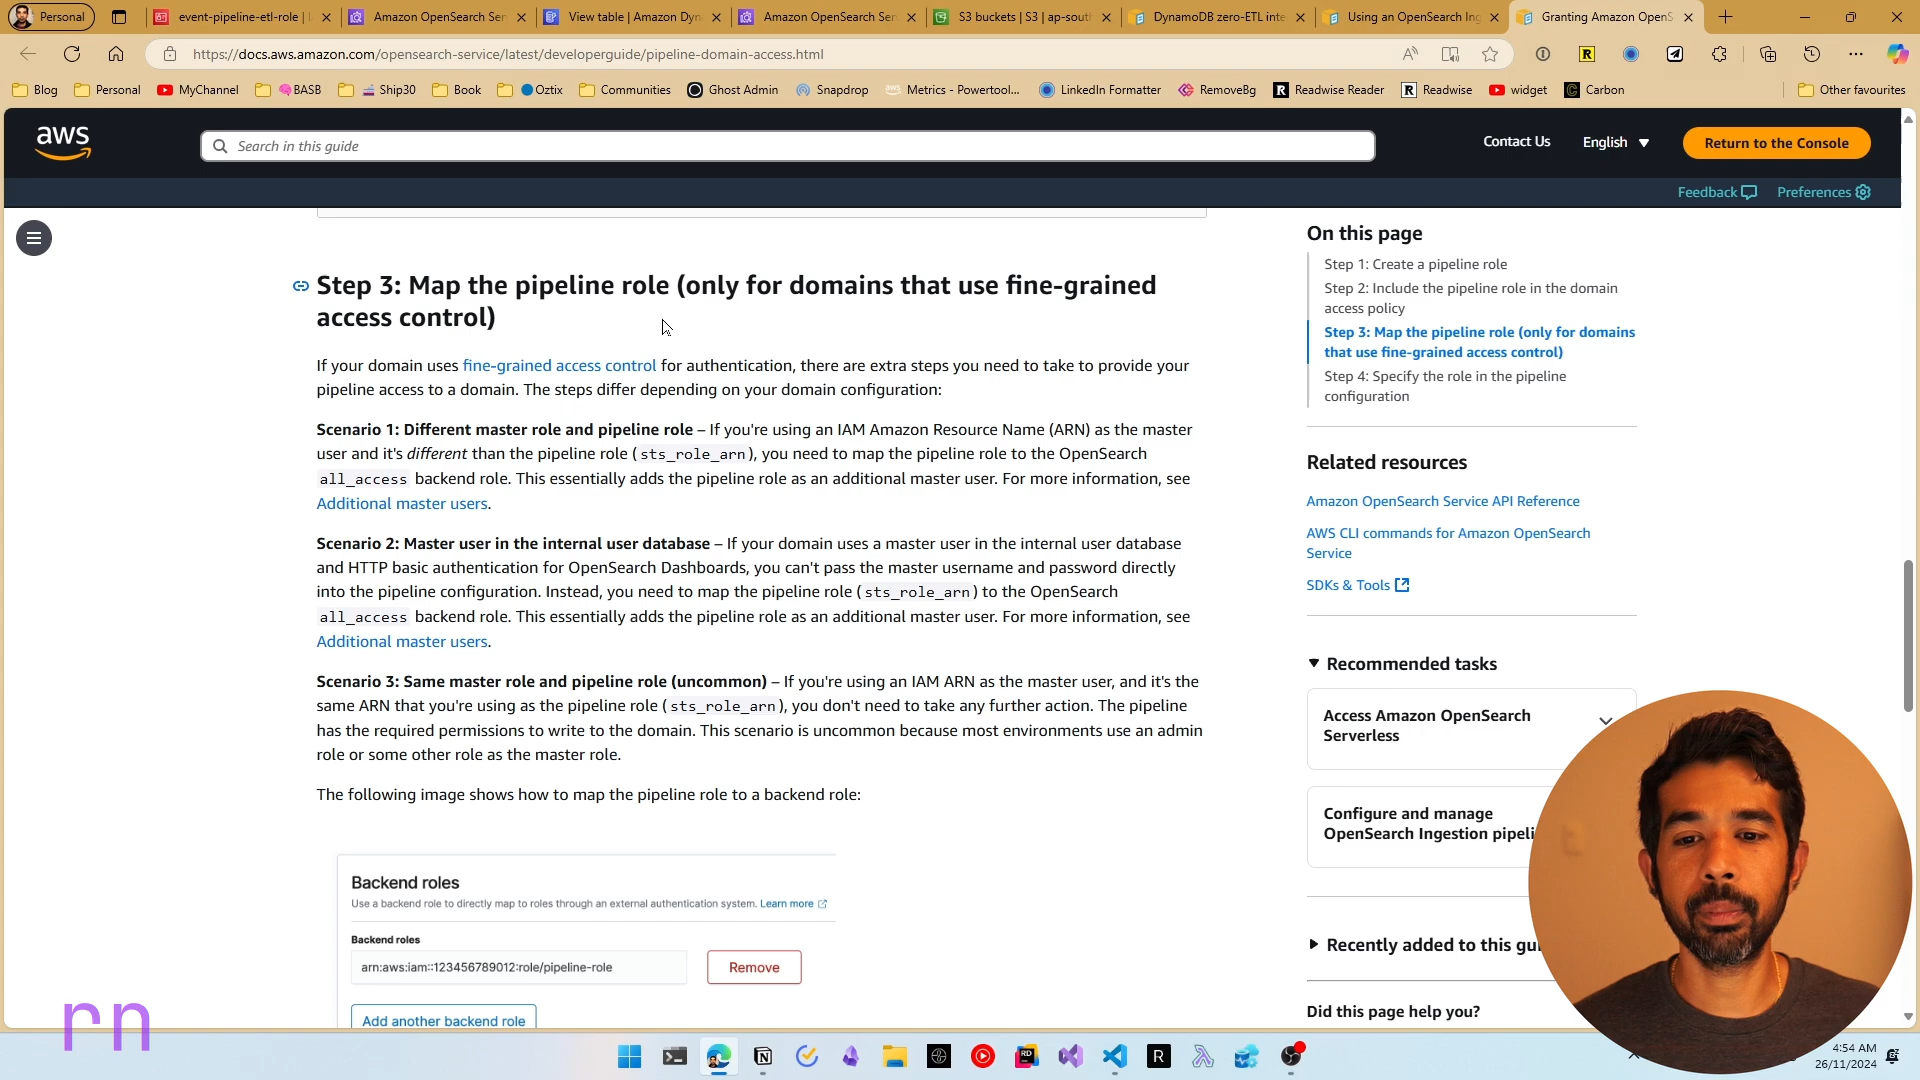 Personal
event-pipeline-etl-role | I
Amazon OpenSearch Ser
View table | Amazon Dyn
Amazon OpenSearch Ser
S3 buckets | S3 | ap-sout
DynamoDB zero-ETL inte
Using an OpenSearch Ing
Granting Amazon OpenS
https://docs.aws.amazon.com/opensearch-service/latest/developerguide/pipeline-domain-access.html
Blog
Personal
MyChannel
BASB
Ship30
Book
Oztix
Communities
Ghost Admin
Snapdrop
Metrics - Powertool...
LinkedIn Formatter
RemoveBg
Readwise Reader
Readwise
widget
Carbon
Other favourites
aws
Search in this guide
Contact Us
English
Return to the Console
Feedback
Preferences
Step 3: Map the pipeline role (only for domains that use fine-grained
access control)
If your domain uses fine-grained access control for authentication, there are extra steps you need to take to provide your
pipeline access to a domain. The steps differ depending on your domain configuration:
Scenario 1: Different master role and pipeline role – If you're using an IAM Amazon Resource Name (ARN) as the master
user and it's different than the pipeline role (sts_role_arn), you need to map the pipeline role to the OpenSearch
all_access backend role. This essentially adds the pipeline role as an additional master user. For more information, see
Additional master users.
Scenario 2: Master user in the internal user database – If your domain uses a master user in the internal user database
and HTTP basic authentication for OpenSearch Dashboards, you can't pass the master username and password directly
into the pipeline configuration. Instead, you need to map the pipeline role (sts_role_arn) to the OpenSearch
all_access backend role. This essentially adds the pipeline role as an additional master user. For more information, see
Additional master users.
Scenario 3: Same master role and pipeline role (uncommon) – If you're using an IAM ARN as the master user, and it's the
same ARN that you're using as the pipeline role (sts_role_arn), you don't need to take any further action. The pipeline
has the required permissions to write to the domain. This scenario is uncommon because most environments use an admin
role or some other role as the master role.
The following image shows how to map the pipeline role to a backend role:
Backend roles
Use a backend role to directly map to roles through an external authentication system. Learn more
Backend roles
arn:aws:iam::123456789012:role/pipeline-role
Remove
Add another backend role
On this page
Step 1: Create a pipeline role
Step 2: Include the pipeline role in the domain
access policy
Step 3: Map the pipeline role (only for domains
that use fine-grained access control)
Step 4: Specify the role in the pipeline
configuration
Related resources
Amazon OpenSearch Service API Reference
AWS CLI commands for Amazon OpenSearch
Service
SDKs & Tools
Recommended tasks
Access Amazon OpenSearch
Serverless
Configure and manage
OpenSearch Ingestion pipeli
Recently added to this gu
Did this page help you?
rn
4:54 AM
26/11/2024